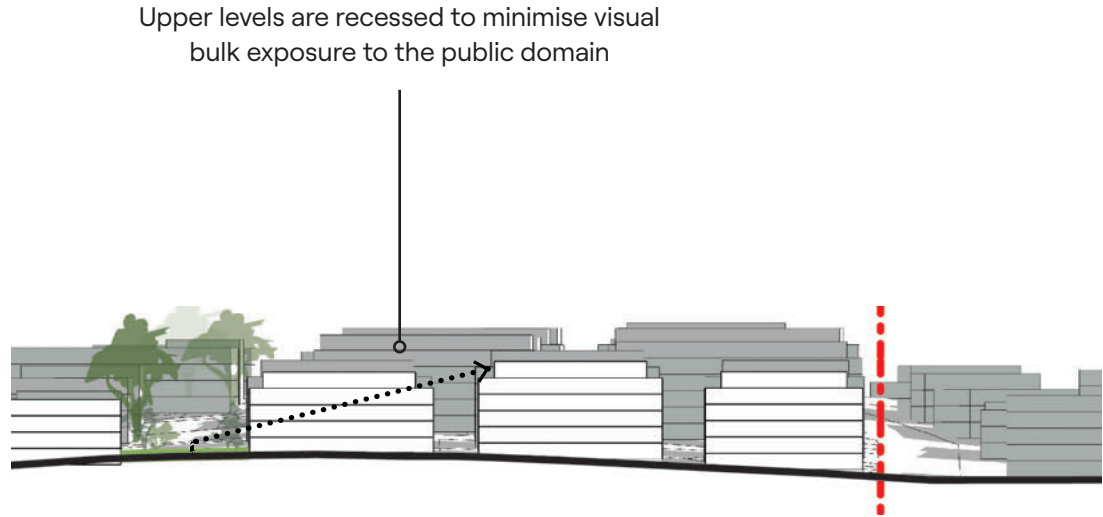 Upper levels are recessed to minimise visual
bulk exposure to the public domain